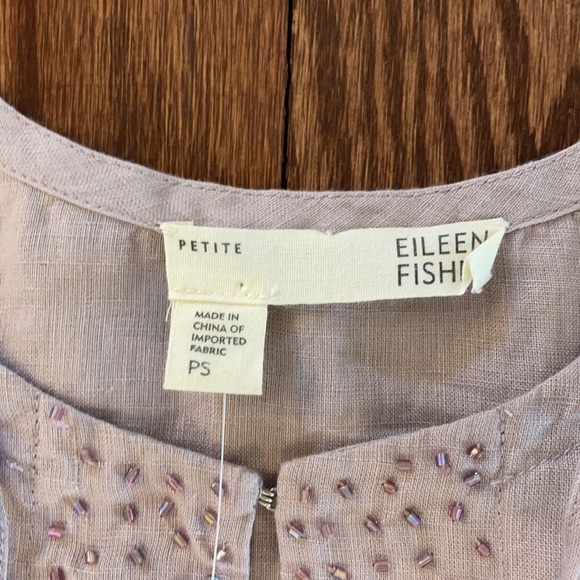 PETITE
EILEEN
FISH
MADE IN
CHINA OF
IMPORTED
FABRIC
PS